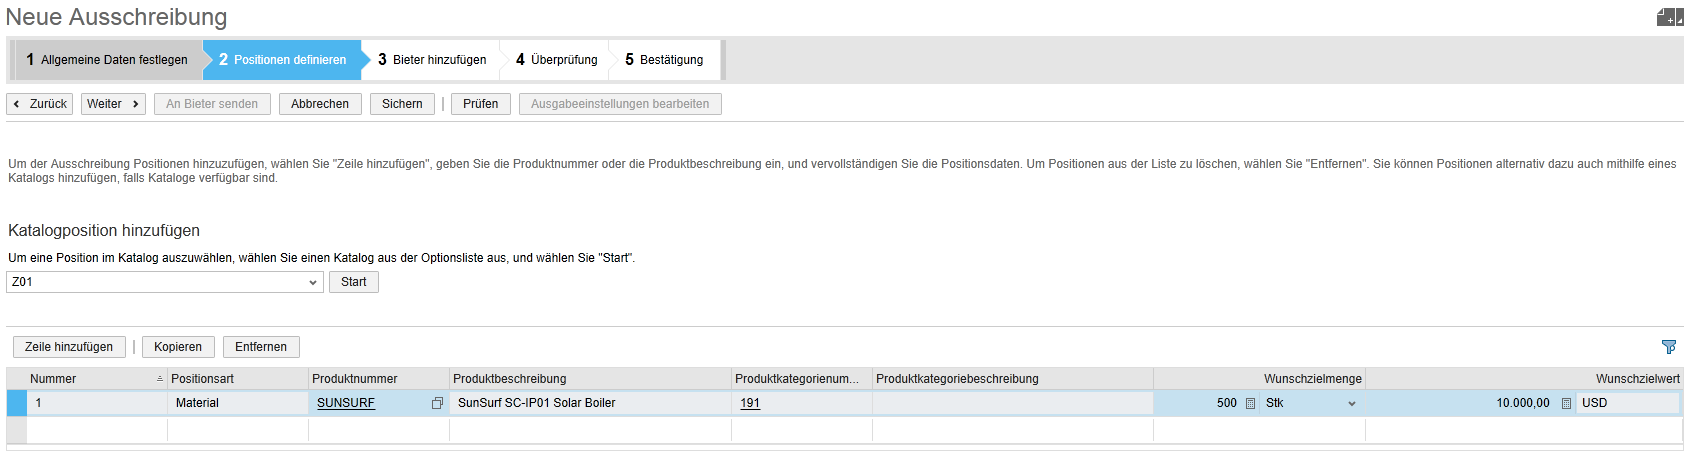 Neue Ausschreibung
1 Allgemeine Daten festlegen 2 Positionen definieren 3 Bieter hinzufügen 4 Überprüfung 5 Bestätigung
Zurück Weiter An Bieter senden Abbrechen Sichern Prüfen Ausgabeeinstellungen bearbeiten
Um der Ausschreibung Positionen hinzuzufügen, wählen Sie "Zeile hinzufügen", geben Sie die Produktnummer oder die Produktbeschreibung ein, und vervollständigen Sie die Positionsdaten. Um Positionen aus der Liste zu löschen, wählen Sie "Entfernen". Sie können Positionen alternativ dazu auch mithilfe eines
Katalogs hinzufügen, falls Kataloge verfügbar sind.
Katalogposition hinzufügen
Um eine Position im Katalog auszuwählen, wählen Sie einen Katalog aus der Optionsliste aus, und wählen Sie "Start".
Z01 Start
Zeile hinzufügen Kopieren Entfernen
Nummer Positionsart Produktnummer Produktbeschreibung Produktkategorienum... Produktkategoriebeschreibung Wunschzielmenge Wunschzielwert
1 Material SUNSURF SunSurf SC-IP01 Solar Boiler 191 500 Stk 10.000,00 USD